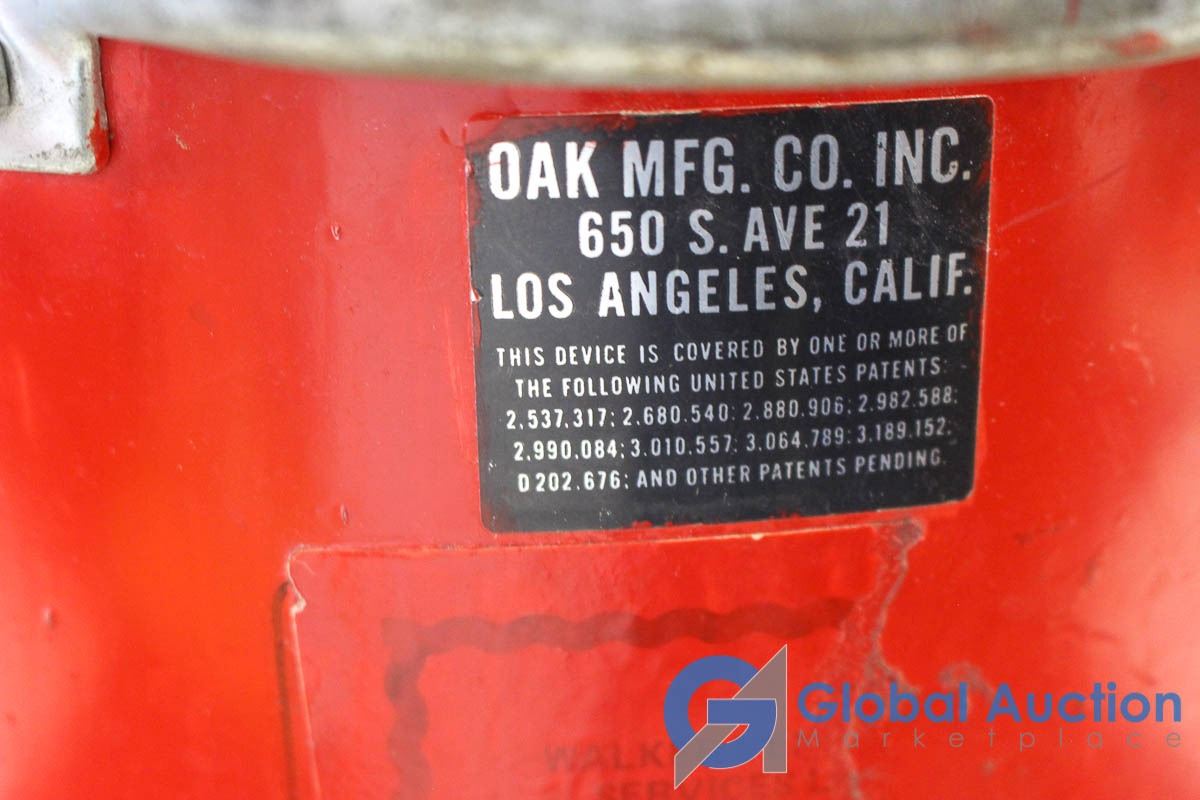 OAK MFG. CO. INC.
650 S. AVE 21
LOS ANGELES, CALIF.
THIS DEVICE IS COVERED BY ONE OR MORE OF
THE FOLLOWING UNITED STATES PATENTS:
2,537,317; 2,680,540; 2,880,906; 2,982,588;
2,990,084; 3,010,557; 3,064,789; 3,189,152;
D 202,676; AND OTHER PATENTS PENDING.
GA Global Auction
Marketplace
SERVICES